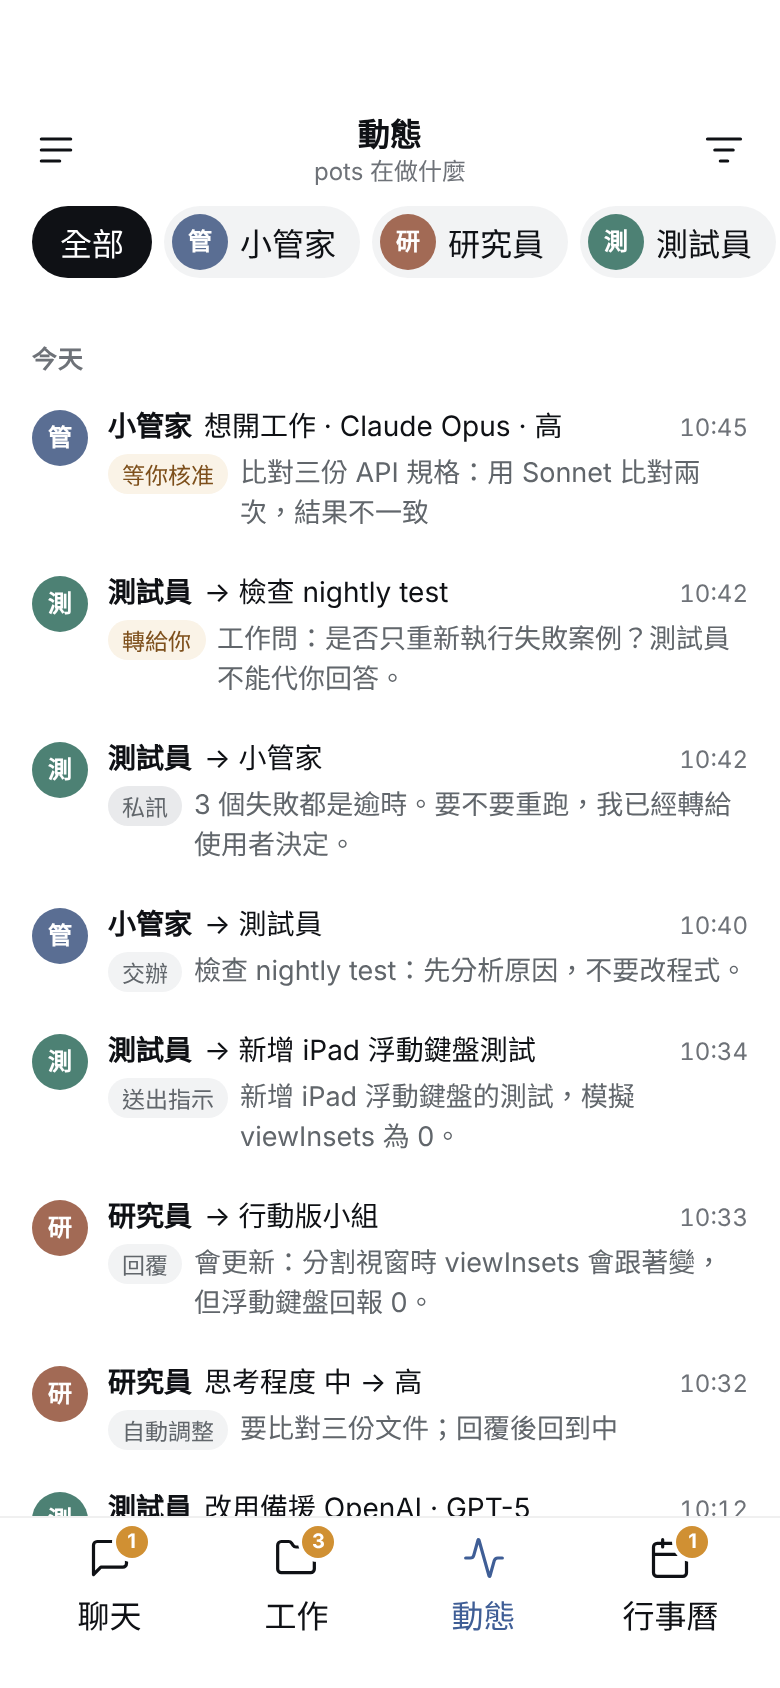 動態
pots 在做什麼
全部
管 小管家
研 研究員
測 測試員
今天
管 小管家 想開工作 · Claude Opus · 高 10:45
等你核准 比對三份 API 規格：用 Sonnet 比對兩
次，結果不一致
測 測試員 → 檢查 nightly test 10:42
轉給你 工作問：是否只重新執行失敗案例？測試員
不能代你回答。
測 測試員 → 小管家 10:42
私訊 3 個失敗都是逾時。要不要重跑，我已經轉給
使用者決定。
管 小管家 → 測試員 10:40
交辦 檢查 nightly test：先分析原因，不要改程式。
測 測試員 → 新增 iPad 浮動鍵盤測試 10:34
送出指示 新增 iPad 浮動鍵盤的測試，模擬
viewInsets 為 0。
研 研究員 → 行動版小組 10:33
回覆 會更新：分割視窗時 viewInsets 會跟著變，
但浮動鍵盤回報 0。
研 研究員 思考程度 中 → 高 10:32
自動調整 要比對三份文件；回覆後回到中
測 測試員 改用備援 OpenAI · GPT-5 10:12
1
3
1
聊天
工作
動態
行事曆